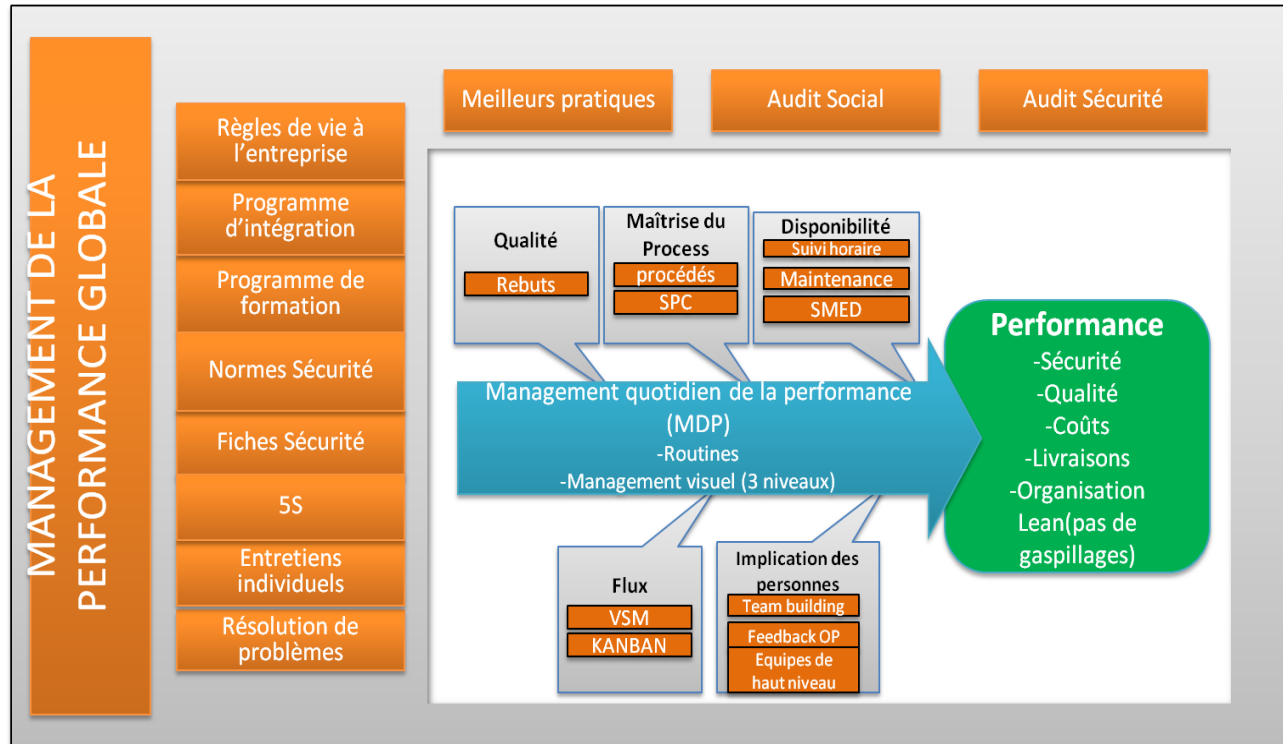 MANAGEMENT DE LA
PERFORMANCE GLOBALE
Règles de vie à
l'entreprise
Programme
d'intégration
Programme de
formation
Normes Sécurité
Fiches Sécurité
5S
Entretiens
individuels
Résolution de
problèmes
Meilleurs pratiques
Audit Social
Audit Sécurité
Qualité
Rebuts
Maîtrise du
Process
procédés
SPC
Disponibilité
Suivi horaire
Maintenance
SMED
Management quotidien de la performance
(MDP)
-Routines
-Management visuel (3 niveaux)
Flux
VSM
KANBAN
Implication des
personnes
Team building
Feedback OP
Equipes de
haut niveau
Performance
-Sécurité
-Qualité
-Coûts
-Livraisons
-Organisation
Lean(pas de
gaspillages)